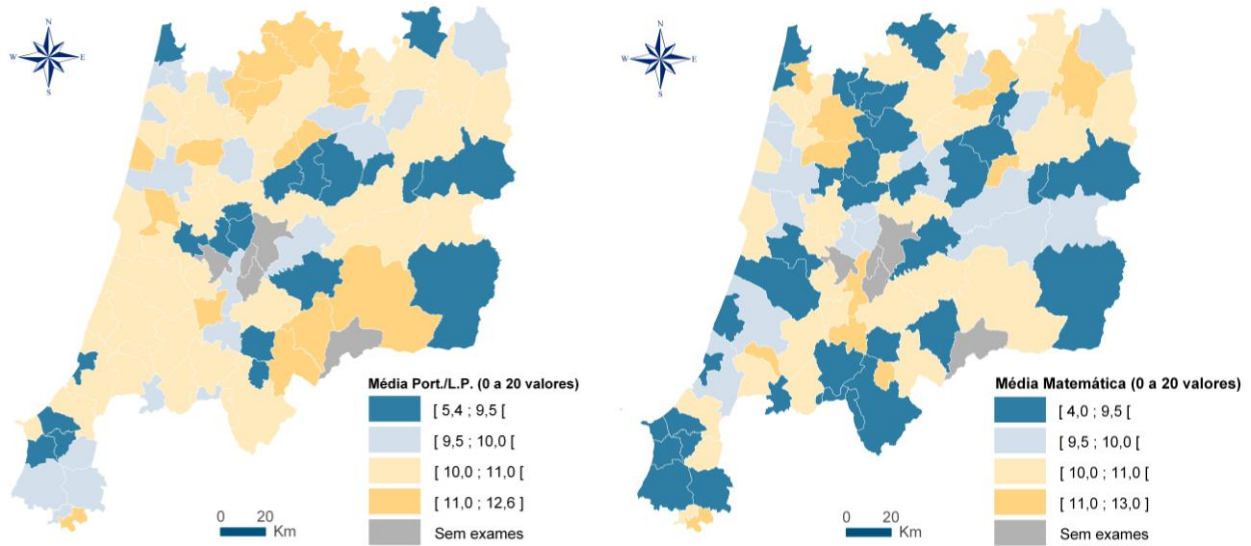 N
W E
S
Média Port./L.P. (0 a 20 valores)
[ 5,4 ; 9,5 [
[ 9,5 ; 10,0 [
[ 10,0 ; 11,0 [
[ 11,0 ; 12,6 ]
Sem exames
0 20
Km
N
W E
S
Média Matemática (0 a 20 valores)
[ 4,0 ; 9,5 [
[ 9,5 ; 10,0 [
[ 10,0 ; 11,0 [
[ 11,0 ; 13,0 ]
Sem exames
0 20
Km